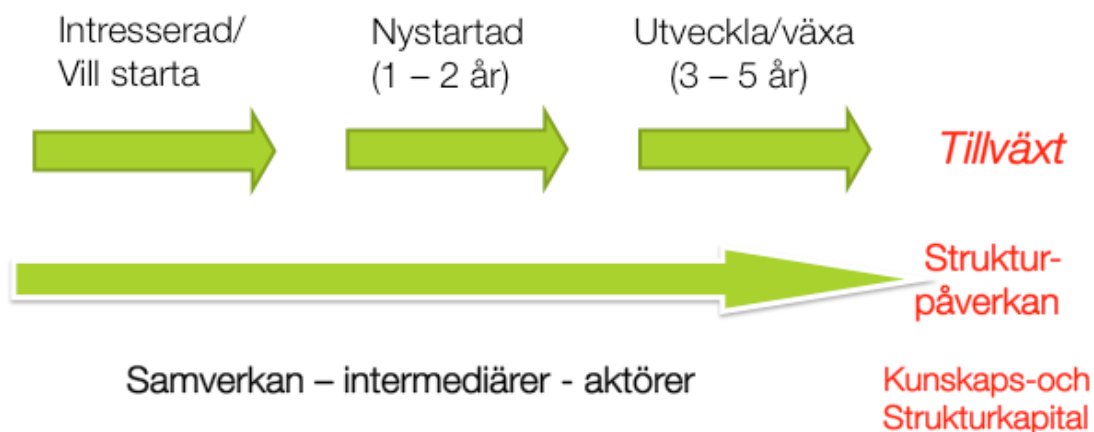 Intresserad/
Vill starta
Nystartad
(1 – 2 år)
Utveckla/växa
(3 – 5 år)
Tillväxt
Struktur-
påverkan
Samverkan – intermediärer - aktörer
Kunskaps-och
Strukturkapital